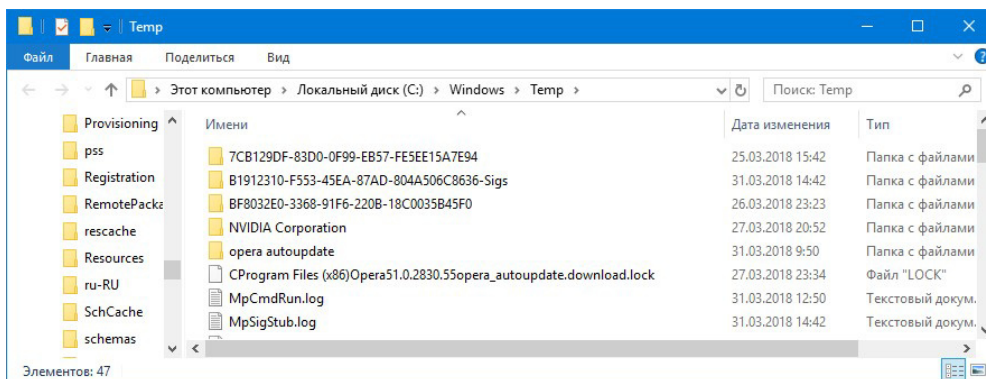 Temp
Файл Главная Поделиться Вид
Этот компьютер > Локальный диск (C:) > Windows > Temp > Поиск: Temp
Provisioning
pss
Registration
RemotePacka
rescache
Resources
ru-RU
SchCache
schemas
Имени Дата изменения Тип
7CB129DF-83D0-0F99-EB57-FE5EE15A7E94 25.03.2018 15:42 Папка с файлами
B1912310-F553-45EA-87AD-804A506C8636-Sigs 31.03.2018 14:42 Папка с файлами
BF8032E0-3368-91F6-220B-18C0035B45F0 26.03.2018 23:23 Папка с файлами
NVIDIA Corporation 27.03.2018 20:52 Папка с файлами
opera autoupdate 31.03.2018 9:50 Папка с файлами
CProgram Files (x86)Opera51.0.2830.55opera_autoupdate.download.lock 27.03.2018 23:34 Файл "LOCK"
MpCmdRun.log 31.03.2018 12:50 Текстовый докум.
MpSigStub.log 31.03.2018 14:42 Текстовый докум.
Элементов: 47